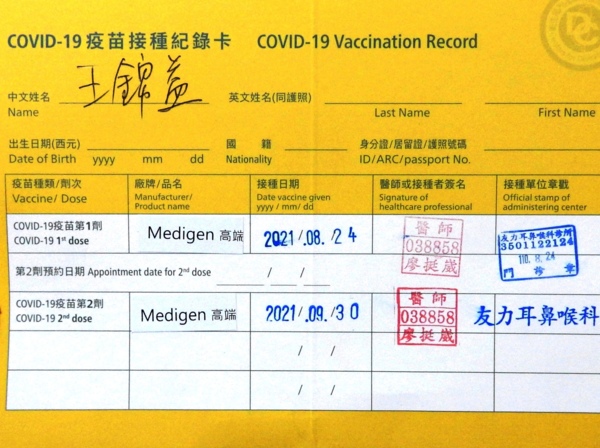 COVID-19 疫苗接種紀錄卡 COVID-19 Vaccination Record
中文姓名 王錦益 英文姓名(同護照)
Name Last Name First Name
出生日期(西元) 國 籍 身分證/居留證/護照號碼
Date of Birth yyyy mm dd Nationality ID/ARC/passport No.
疫苗種類/劑次 廠牌/品名 接種日期 醫師或接種者簽名 接種單位章戳
Vaccine/ Dose Manufacturer/ Product name Date vaccine given yyyy / mm/ dd Signature of healthcare professional Official stamp of administering center
COVID-19疫苗第1劑 Medigen 高端 2021/.08./24 醫師 038858 廖挺崴 友力耳鼻喉科診所 3501122124 110. 8. 24 門診章
COVID-19 1st dose
第2劑預約日期 Appointment date for 2nd dose / /
COVID-19疫苗第2劑 Medigen 高端 2021/.09./30 醫師 038858 廖挺崴 友力耳鼻喉科
COVID-19 2nd dose
/ /
/ /